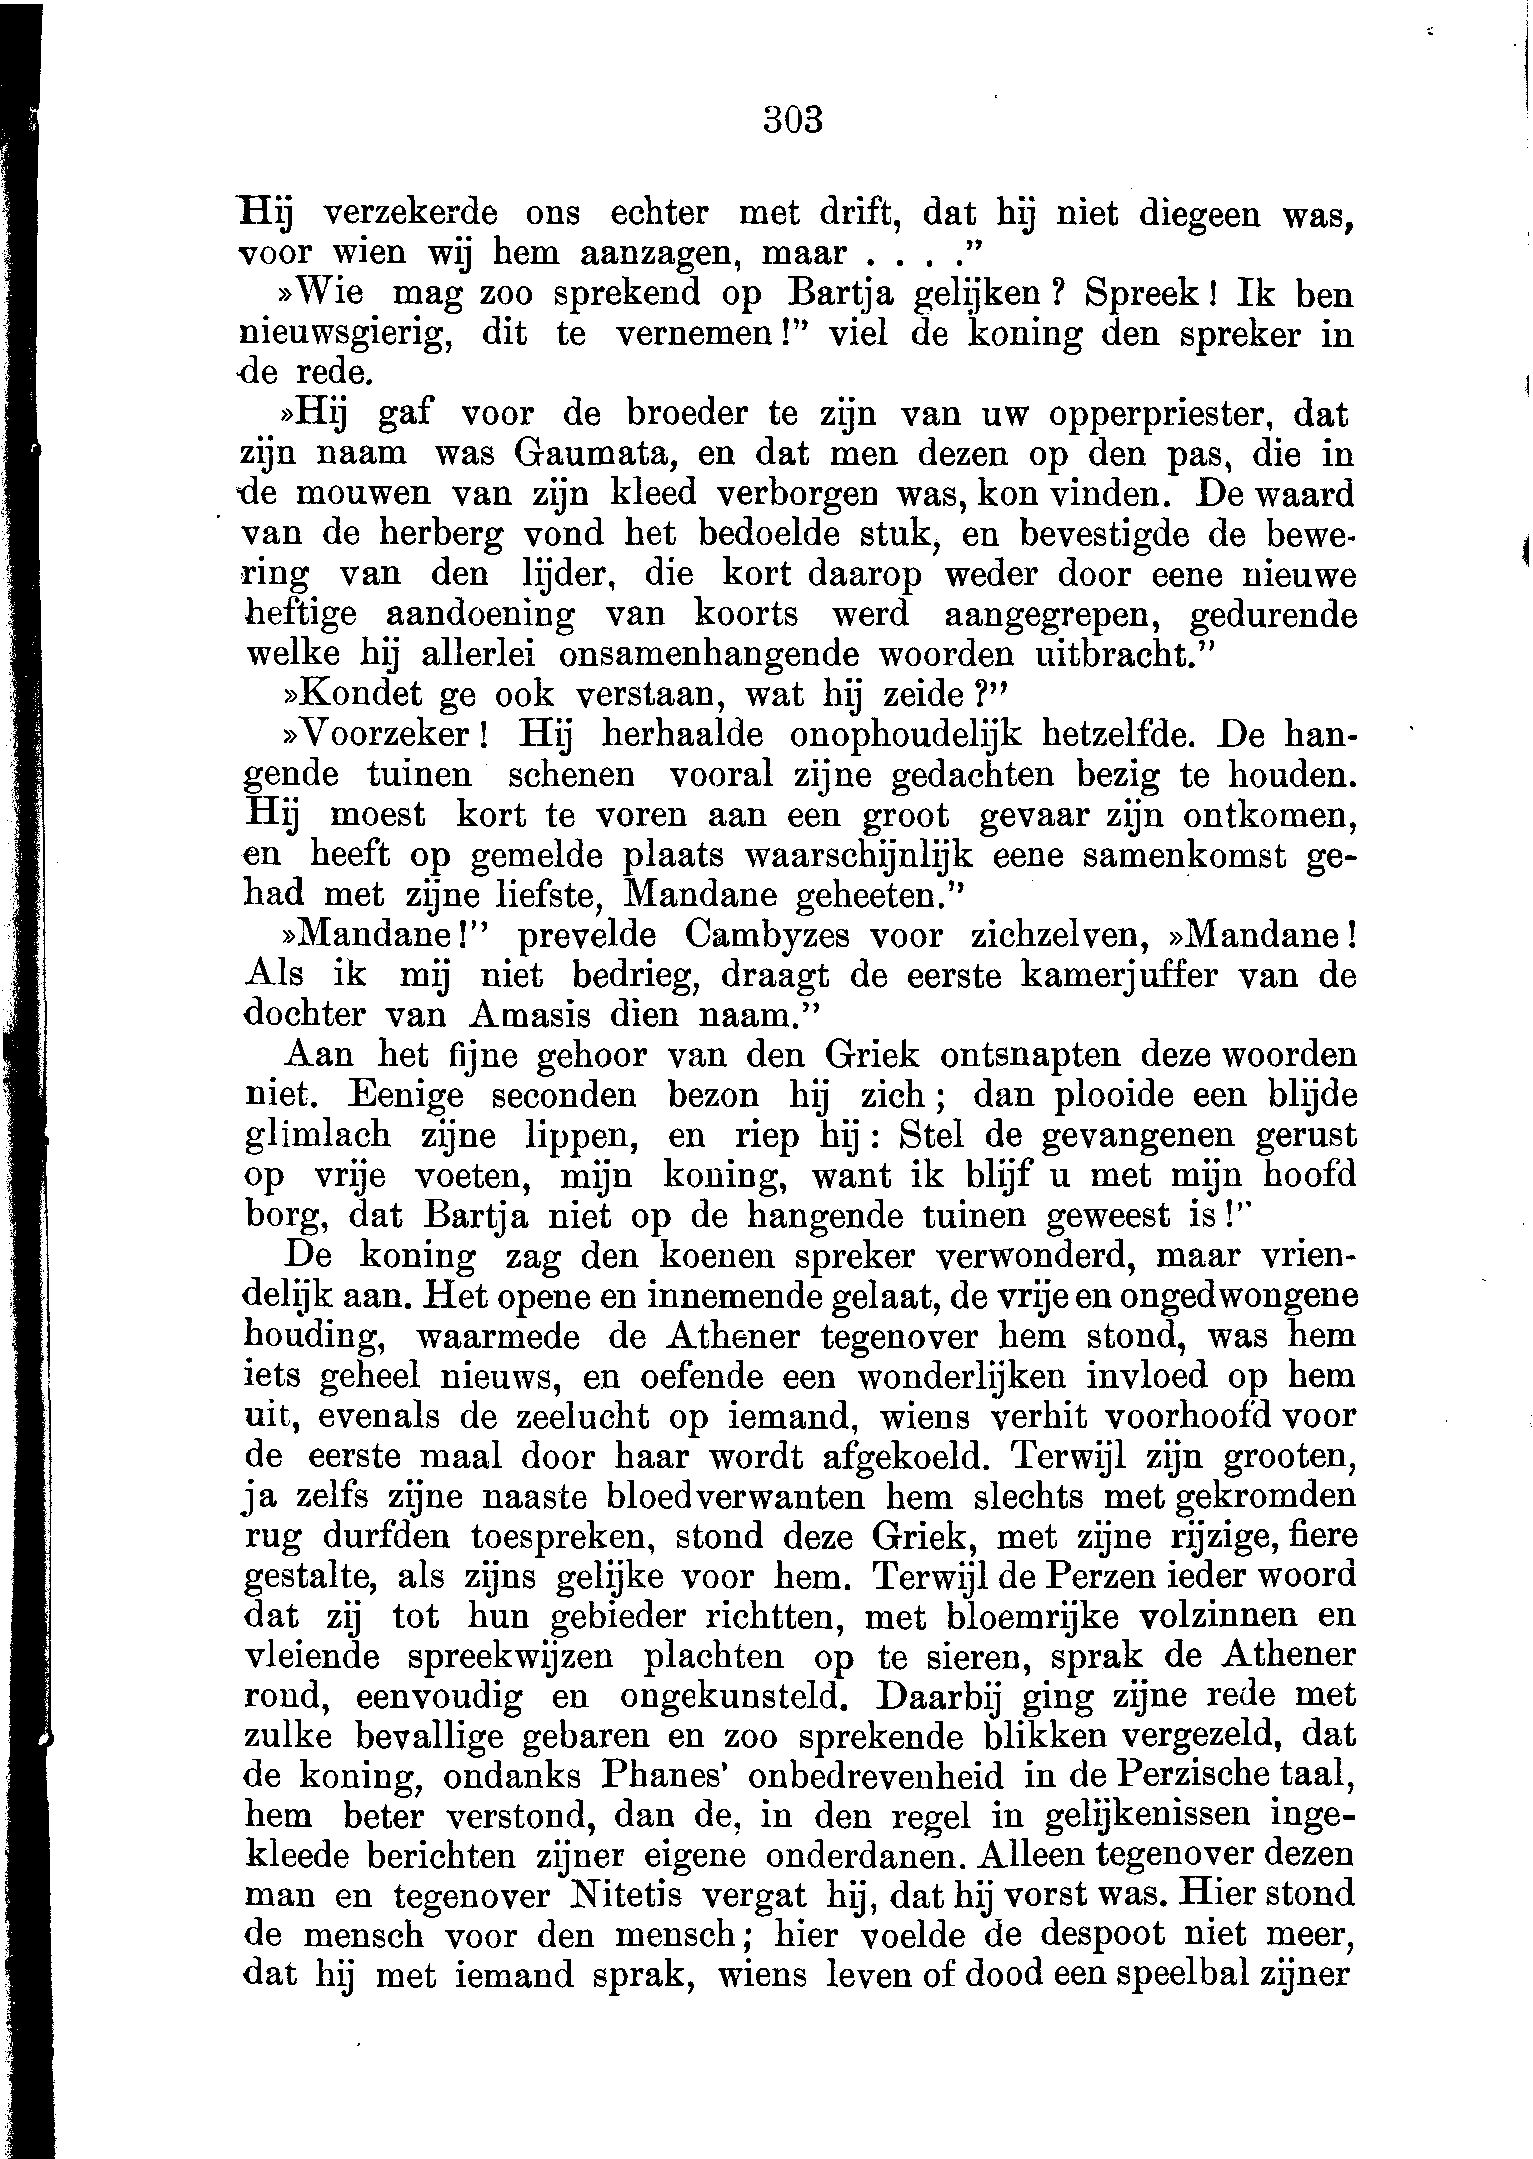 303
Hij verzekerde ons echter met drift, dat hij niet diegeen was,
voor wien wij hem aanzagen, maar . . . .”
»Wie mag zoo sprekend op Bartja gelijken? Spreek! Ik ben
nieuwsgierig, dit te vernemen!” viel de koning den spreker in
de rede.
»Hij gaf voor de broeder te zijn van uw opperpriester, dat
zijn naam was Gaumata, en dat men dezen op den pas, die in
de mouwen van zijn kleed verborgen was, kon vinden. De waard
van de herberg vond het bedoelde stuk, en bevestigde de bewe-
ring van den lijder, die kort daarop weder door eene nieuwe
heftige aandoening van koorts werd aangegrepen, gedurende
welke hij allerlei onsamenhangende woorden uitbracht.”
»Kondet ge ook verstaan, wat hij zeide?”
»Voorzeker! Hij herhaalde onophoudelijk hetzelfde. De han-
gende tuinen schenen vooral zijne gedachten bezig te houden.
Hij moest kort te voren aan een groot gevaar zijn ontkomen,
en heeft op gemelde plaats waarschijnlijk eene samenkomst ge-
had met zijne liefste, Mandane geheeten.”
»Mandane!” prevelde Cambyzes voor zichzelven, »Mandane!
Als ik mij niet bedrieg, draagt de eerste kamerjuffer van de
dochter van Amasis dien naam.”
Aan het fijne gehoor van den Griek ontsnapten deze woorden
niet. Eenige seconden bezon hij zich; dan plooide een blijde
glimlach zijne lippen, en riep hij: Stel de gevangenen gerust
op vrije voeten, mijn koning, want ik blijf u met mijn hoofd
borg, dat Bartja niet op de hangende tuinen geweest is!”
De koning zag den koenen spreker verwonderd, maar vrien-
delijk aan. Het opene en innemende gelaat, de vrije en ongedwongene
houding, waarmede de Athener tegenover hem stond, was hem
iets geheel nieuws, en oefende een wonderlijken invloed op hem
uit, evenals de zeelucht op iemand, wiens verhit voorhoofd voor
de eerste maal door haar wordt afgekoeld. Terwijl zijn grooten,
ja zelfs zijne naaste bloedverwanten hem slechts met gekromden
rug durfden toespreken, stond deze Griek, met zijne rijzige, fiere
gestalte, als zijns gelijke voor hem. Terwijl de Perzen ieder woord
dat zij tot hun gebieder richtten, met bloemrijke volzinnen en
vleiende spreekwijzen plachten op te sieren, sprak de Athener
rond, eenvoudig en ongekunsteld. Daarbij ging zijne rede met
zulke bevallige gebaren en zoo sprekende blikken vergezeld, dat
de koning, ondanks Phanes’ onbedrevenheid in de Perzische taal,
hem beter verstond, dan de, in den regel in gelijkenissen inge-
kleede berichten zijner eigene onderdanen. Alleen tegenover dezen
man en tegenover Nitetis vergat hij, dat hij vorst was. Hier stond
de mensch voor den mensch; hier voelde de despoot niet meer,
dat hij met iemand sprak, wiens leven of dood een speelbal zijner